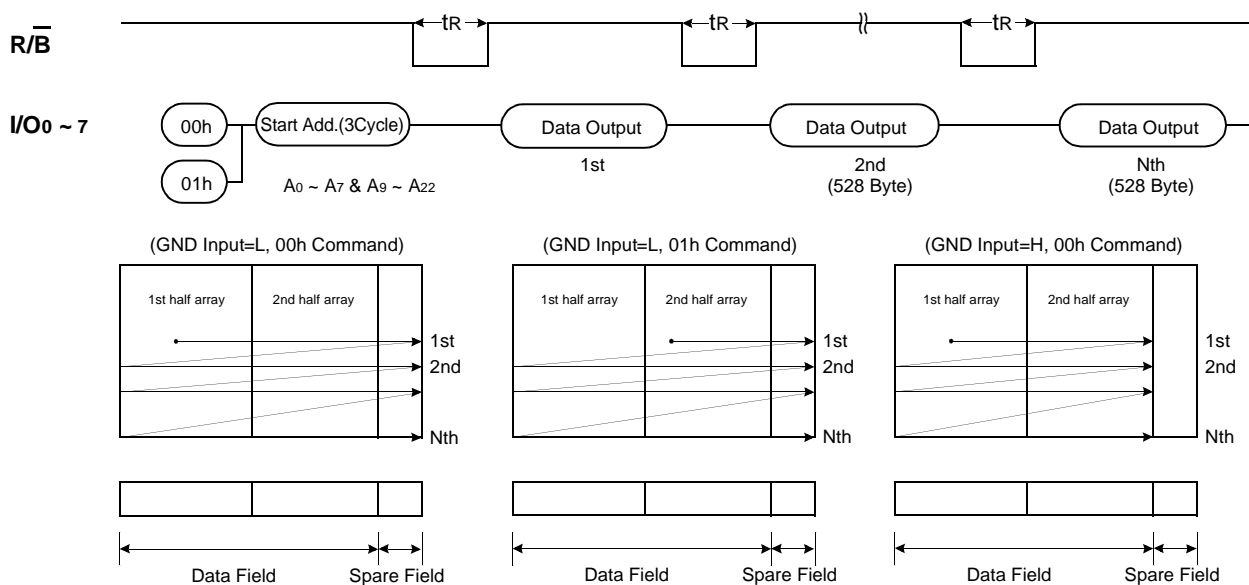 tR tR tR
R/B
I/O0 ~ 7
00h Start Add.(3Cycle) Data Output Data Output Data Output
01h
A0 ~ A7 & A9 ~ A22
1st 2nd Nth
(528 Byte) (528 Byte)
(GND Input=L, 00h Command) (GND Input=L, 01h Command) (GND Input=H, 00h Command)
1st half array 2nd half array 1st half array 2nd half array 1st half array 2nd half array
1st 1st 1st
2nd 2nd 2nd
Nth Nth Nth
Data Field Spare Field Data Field Spare Field Data Field Spare Field